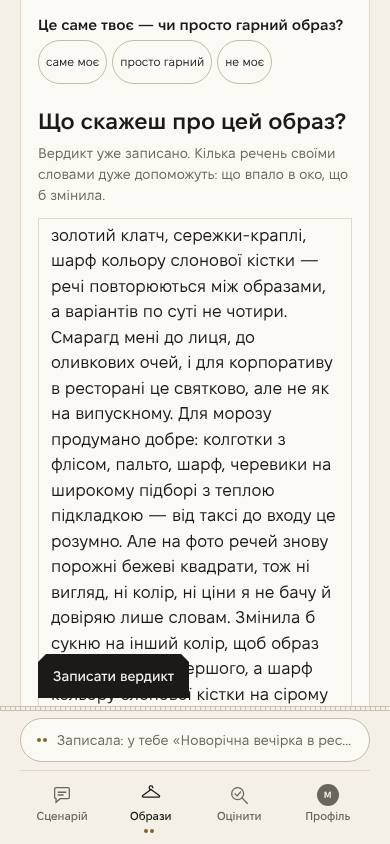 Це саме твоє — чи просто гарний образ?
саме моє
просто гарний
не моє
Що скажеш про цей образ?
Вердикт уже записано. Кілька речень своїми
словами дуже допоможуть: що впало в око, що
б змінила.
золотий клатч, сережки-краплі,
шарф кольору слонової кістки —
речі повторюються між образами,
а варіантів по суті не чотири.
Смарагд мені до лиця, до
оливкових очей, і для корпоративу
в ресторані це святково, але не як
на випускному. Для морозу
продумано добре: колготки з
флісом, пальто, шарф, черевики на
широкому підборі з теплою
підкладкою — від таксі до входу це
розумно. Але на фото речей знову
порожні бежеві квадрати, тож ні
вигляд, ні колір, ні ціни я не бачу й
довіряю лише словам. Змінила б
сукню на інший колір, щоб образ
ершого, а шарф
Записати вердикт
кольору слонової кістки на сірому
Записала: у тебе «Новорічна вечірка в рес...
Сценарій
Образи
Оцінити
М
Профіль